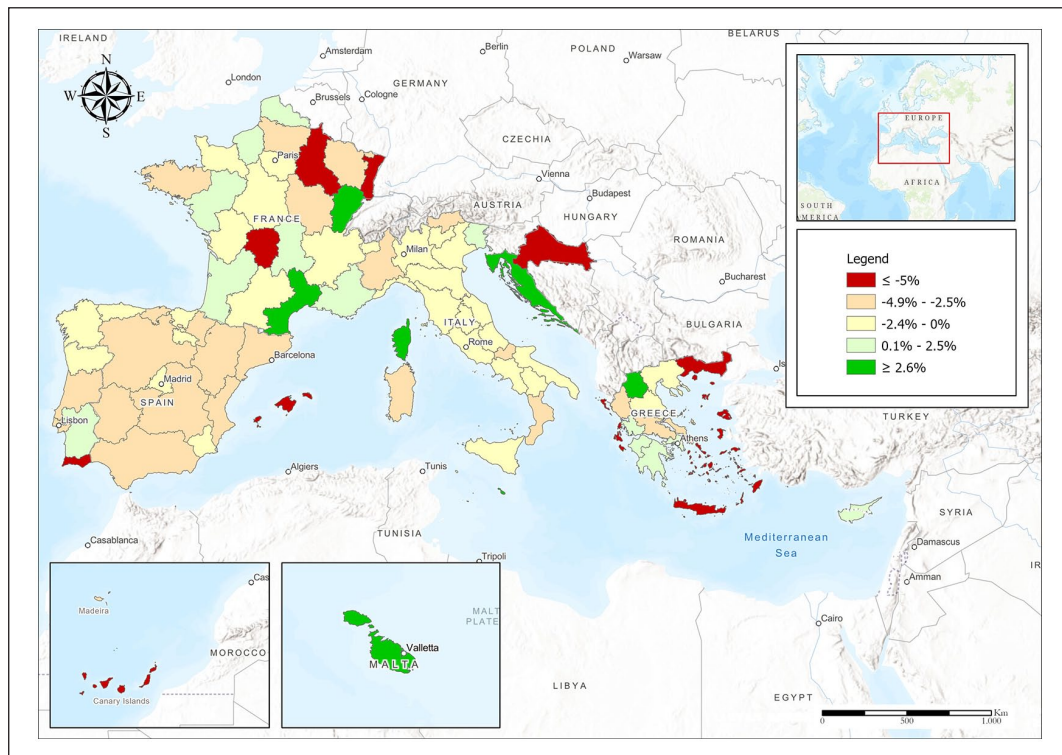 IRELAND
BELARUS
Amsterdam
Berlin
POLAND
Warsaw
N
W E
S
London
GERMANY
Brussels
Cologne
CZECHIA
Paris
Vienna
Budapest
AUSTRIA
HUNGARY
FRANCE
Milan
ROMANIA
Bucharest
ITALY
BULGARIA
Rome
Barcelona
Madrid
SPAIN
Lisbon
GREECE
Athens
TURKEY
Algiers
Tunis
Casablanca
TUNISIA
Tripoli
Mediterranean
Sea
SYRIA
Damascus
Amman
Cairo
LIBYA
EGYPT
EUROPE
AFRICA
SOUTH
AMERICA
Legend
≤ -5%
-4.9% - -2.5%
-2.4% - 0%
0.1% - 2.5%
≥ 2.6%
Madeira
MOROCCO
Canary Islands
MALT
PLATE
Valletta
MALTA
Km
0 500 1.000